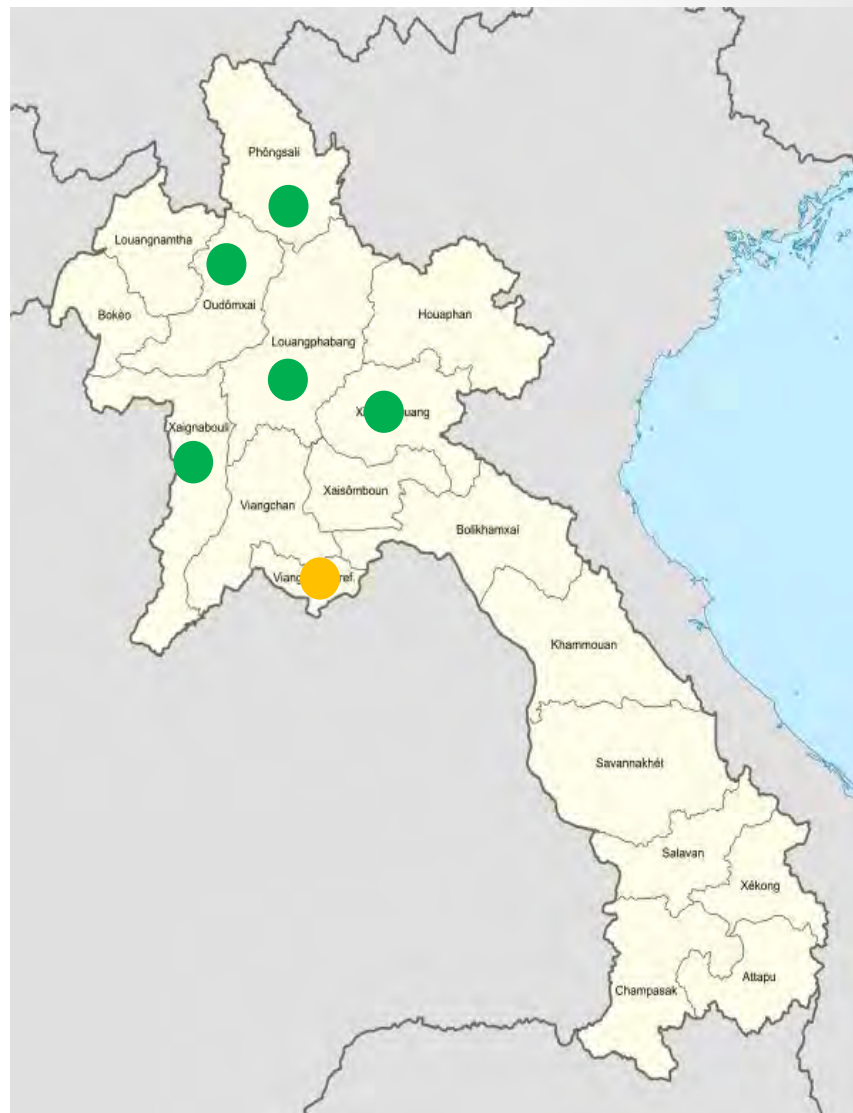 Phôngsali
Louangnamtha
Oudômxai
Bokèo
Houaphan
Louangphabang
Xaignabouli
Viangchan
Xaisômboun
Bolikhamxai
Khammouan
Savannakhét
Salavan
Xékong
Attapu
Champasak